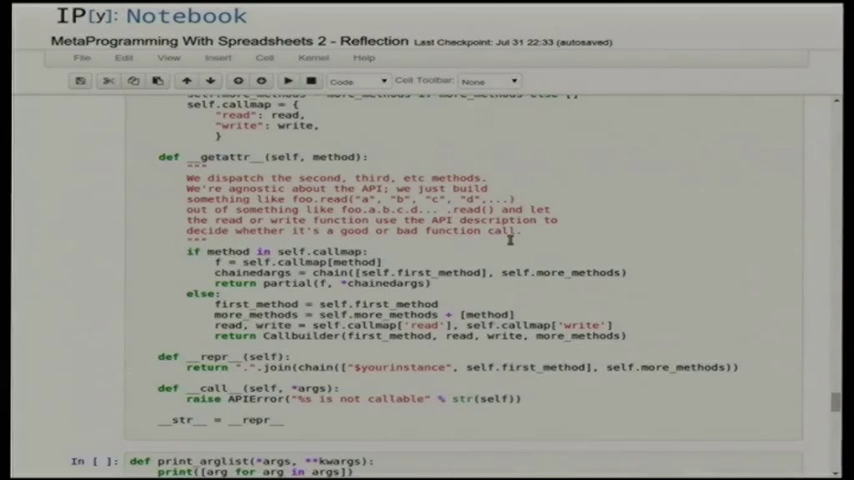 IP[y]: Notebook
MetaProgramming With Spreadsheets 2 - Reflection Last Checkpoint: Jul 31 22:33 (autosaved)
File Edit View Insert Cell Kernel Help
Code Cell Toolbar: None
self.more_methods = more_methods if more_methods else []
self.callmap = {
"read": read,
"write": write,
}
def __getattr__(self, method):
"""
We dispatch the second, third, etc methods.
We're agnostic about the API; we just build
something like foo.read("a", "b", "c", "d",...)
out of something like foo.a.b.c.d... .read() and let
the read or write function use the API description to
decide whether it's a good or bad function call.
"""
if method in self.callmap:
f = self.callmap[method]
chainedargs = chain([self.first_method], self.more_methods)
return partial(f, *chainedargs)
else:
first_method = self.first_method
more_methods = self.more_methods + [method]
read, write = self.callmap['read'], self.callmap['write']
return Callbuilder(first_method, read, write, more_methods)
def __repr__(self):
return ".".join(chain(["$yourinstance", self.first_method], self.more_methods))
def __call__(self, *args):
raise APIError("%s is not callable" % str(self))
__str__ = __repr__
In [ ]: def print_arglist(*args, **kwargs):
print([arg for arg in args])